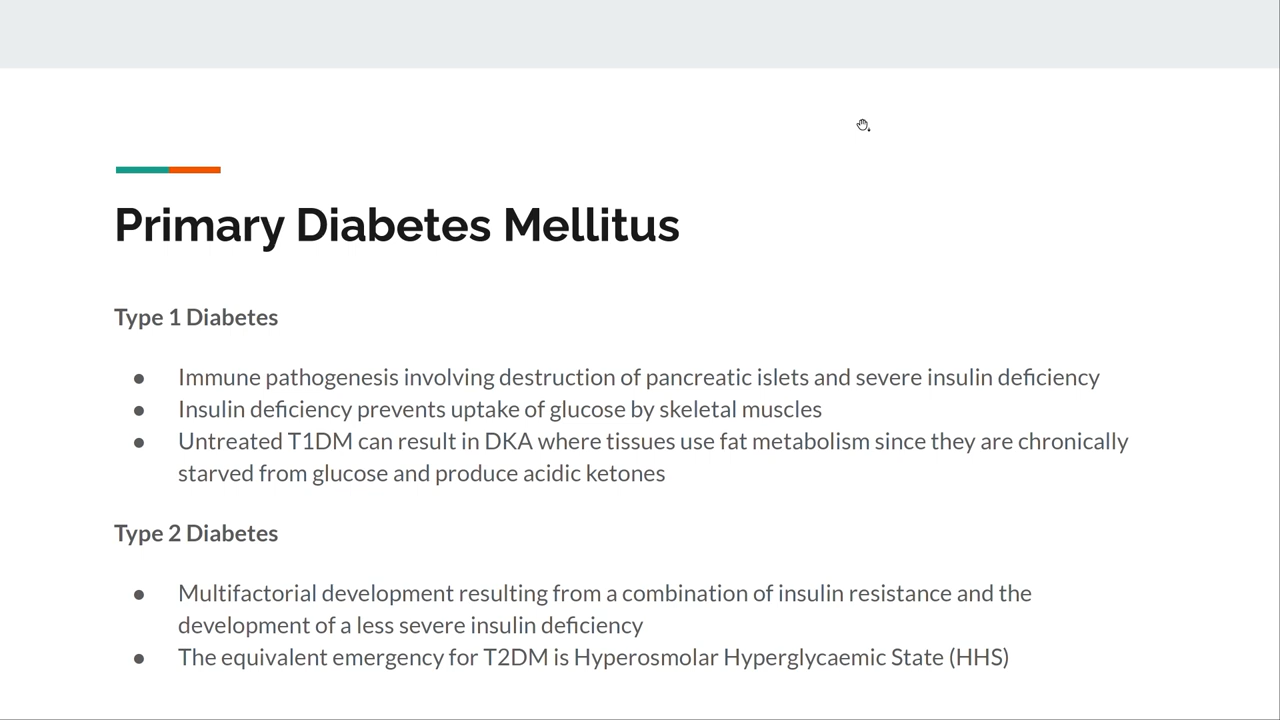 Primary Diabetes Mellitus
Type 1 Diabetes
● Immune pathogenesis involving destruction of pancreatic islets and severe insulin deficiency
● Insulin deficiency prevents uptake of glucose by skeletal muscles
● Untreated T1DM can result in DKA where tissues use fat metabolism since they are chronically
starved from glucose and produce acidic ketones
Type 2 Diabetes
● Multifactorial development resulting from a combination of insulin resistance and the
development of a less severe insulin deficiency
● The equivalent emergency for T2DM is Hyperosmolar Hyperglycaemic State (HHS)